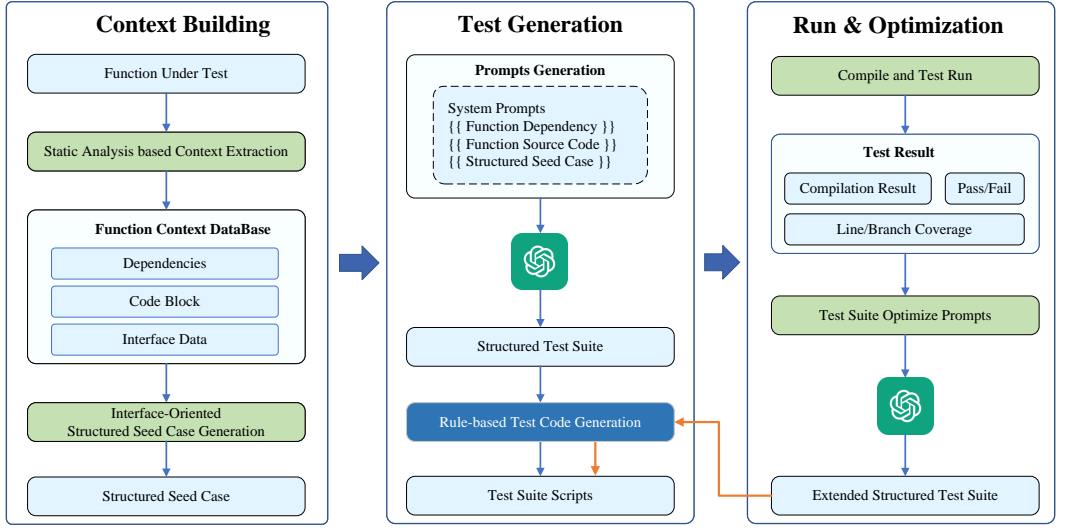 Context Building
Function Under Test
Static Analysis based Context Extraction
Function Context DataBase
Dependencies
Code Block
Interface Data
Interface-Oriented
Structured Seed Case Generation
Structured Seed Case
Test Generation
Prompts Generation
System Prompts
{{ Function Dependency }}
{{ Function Source Code }}
{{ Structured Seed Case }}
Structured Test Suite
Rule-based Test Code Generation
Test Suite Scripts
Run & Optimization
Compile and Test Run
Test Result
Compilation Result
Pass/Fail
Line/Branch Coverage
Test Suite Optimize Prompts
Extended Structured Test Suite